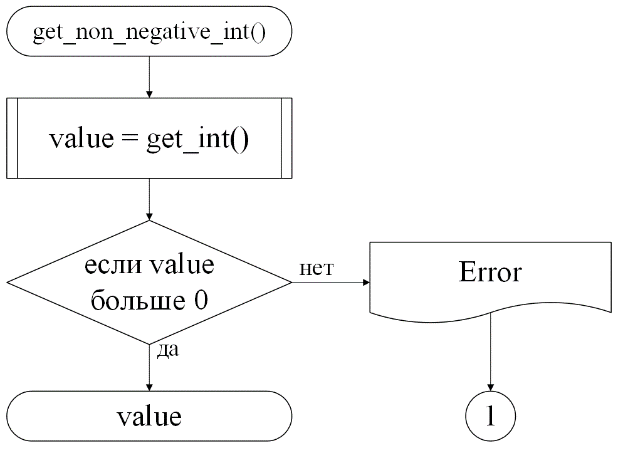 get_non_negative_int()
value = get_int()
если value
больше 0
нет
Error
да
value
1